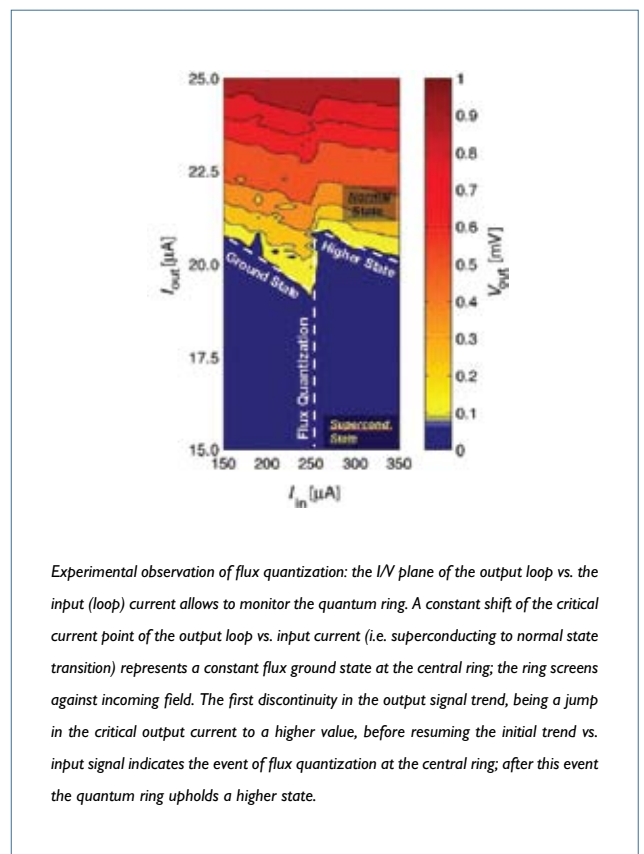 25.0
22.5
20.0
17.5
15.0
I out [µA]
150 200 250 300 350
I in [µA]
Normal
State
Ground State
Higher State
Flux Quantization
Supercond.
State
1
0.9
0.8
0.7
0.6
0.5
0.4
0.3
0.2
0.1
0
V out [mV]
Experimental observation of flux quantization: the I/V plane of the output loop vs. the
input (loop) current allows to monitor the quantum ring. A constant shift of the critical
current point of the output loop vs. input current (i.e. superconducting to normal state
transition) represents a constant flux ground state at the central ring; the ring screens
against incoming field. The first discontinuity in the output signal trend, being a jump
in the critical output current to a higher value, before resuming the initial trend vs.
input signal indicates the event of flux quantization at the central ring; after this event
the quantum ring upholds a higher state.